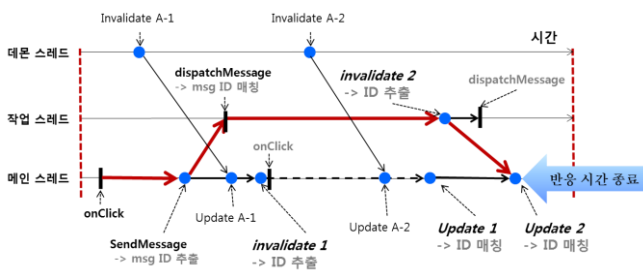 Invalidate A-1
Invalidate A-2
시간
데몬 스레드
dispatchMessage
-> msg ID 매칭
invalidate 2
-> ID 추출
dispatchMessage
작업 스레드
onClick
메인 스레드
반응 시간 종료
onClick
Update A-1
Update A-2
SendMessage
-> msg ID 추출
invalidate 1
-> ID 추출
Update 1
-> ID 매칭
Update 2
-> ID 매칭